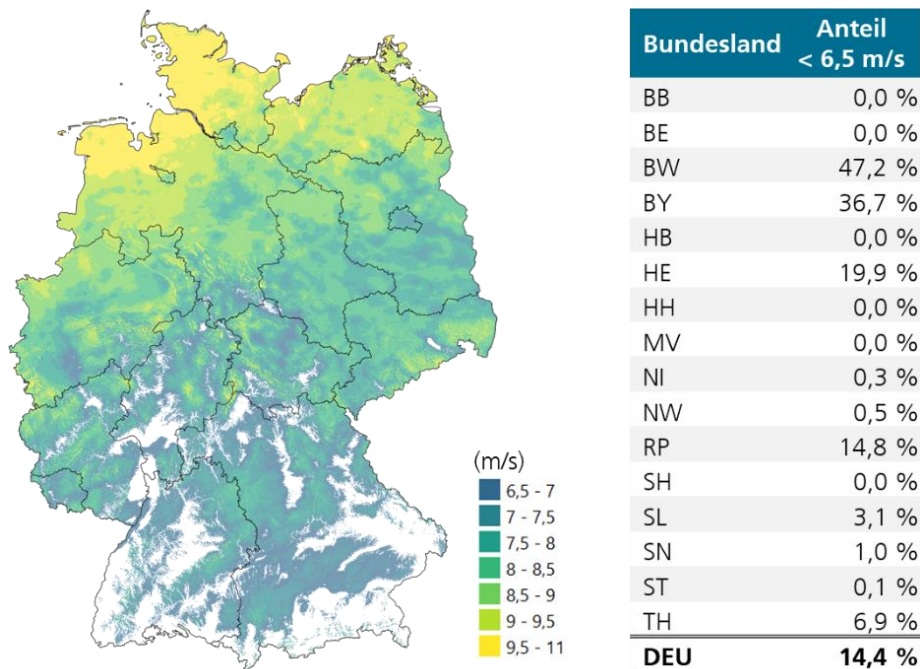 (m/s)
6,5 - 7
7 - 7,5
7,5 - 8
8 - 8,5
8,5 - 9
9 - 9,5
9,5 - 11
Bundesland Anteil < 6,5 m/s
BB 0,0 %
BE 0,0 %
BW 47,2 %
BY 36,7 %
HB 0,0 %
HE 19,9 %
HH 0,0 %
MV 0,0 %
NI 0,3 %
NW 0,5 %
RP 14,8 %
SH 0,0 %
SL 3,1 %
SN 1,0 %
ST 0,1 %
TH 6,9 %
DEU 14,4 %